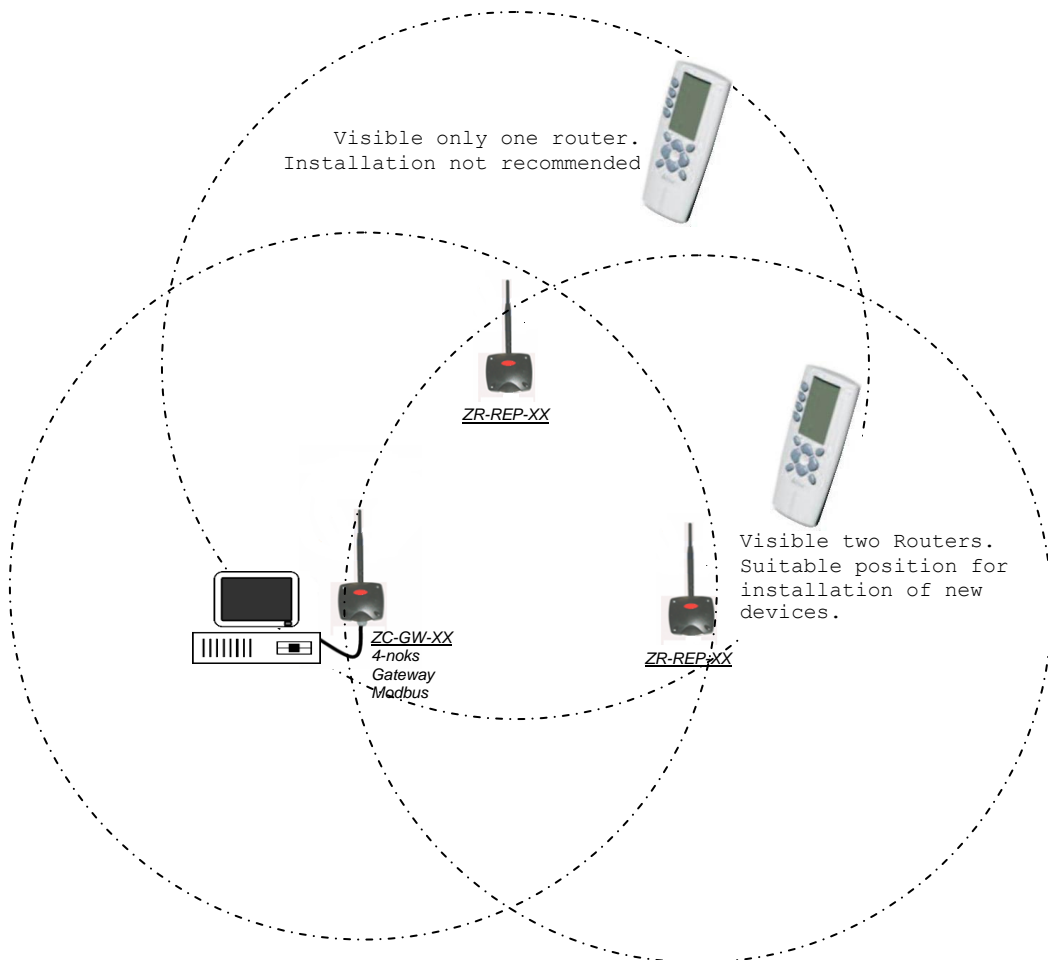 Visible only one router.
Installation not recommended
ZR-REP-XX
Visible two Routers.
Suitable position for
installation of new
devices.
ZC-GW-XX
4-noks
Gateway
Modbus
ZR-REP-XX